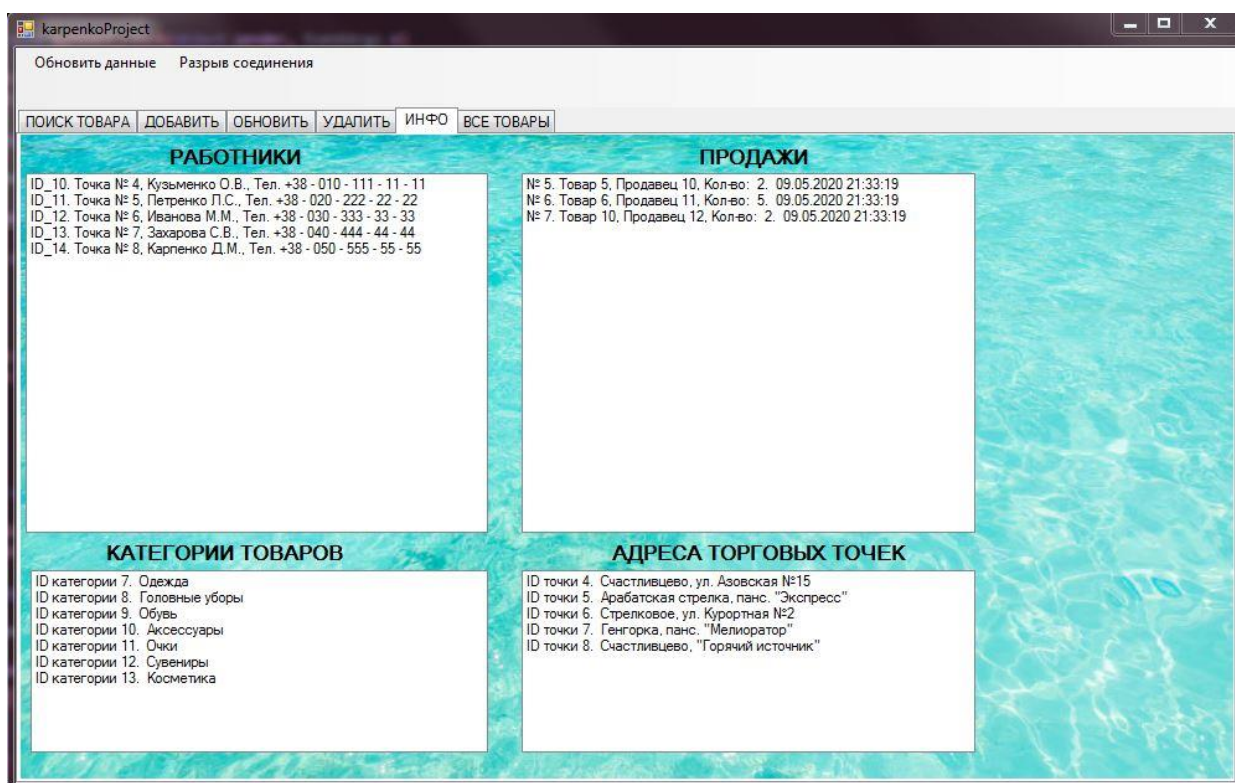 karpenkoProject
Обновить данные Разрыв соединения
ПОИСК ТОВАРА ДОБАВИТЬ ОБНОВИТЬ УДАЛИТЬ ИНФО ВСЕ ТОВАРЫ
РАБОТНИКИ
ID_10. Точка № 4, Кузьменко О.В., Тел. +38 - 010 - 111 - 11 - 11
ID_11. Точка № 5, Петренко Л.С., Тел. +38 - 020 - 222 - 22 - 22
ID_12. Точка № 6, Иванова М.М., Тел. +38 - 030 - 333 - 33 - 33
ID_13. Точка № 7, Захарова С.В., Тел. +38 - 040 - 444 - 44 - 44
ID_14. Точка № 8, Карпенко Д.М., Тел. +38 - 050 - 555 - 55 - 55
ПРОДАЖИ
№ 5. Товар 5, Продавец 10, Кол-во: 2. 09.05.2020 21:33:19
№ 6. Товар 6, Продавец 11, Кол-во: 5. 09.05.2020 21:33:19
№ 7. Товар 10, Продавец 12, Кол-во: 2. 09.05.2020 21:33:19
КАТЕГОРИИ ТОВАРОВ
ID категории 7. Одежда
ID категории 8. Головные уборы
ID категории 9. Обувь
ID категории 10. Аксессуары
ID категории 11. Очки
ID категории 12. Сувениры
ID категории 13. Косметика
АДРЕСА ТОРГОВЫХ ТОЧЕК
ID точки 4. Счастливцево, ул. Азовская №15
ID точки 5. Арабатская стрелка, панс. "Экспресс"
ID точки 6. Стрелковое, ул. Курортная №2
ID точки 7. Генгорка, панс. "Мелиоратор"
ID точки 8. Счастливцево, "Горячий источник"